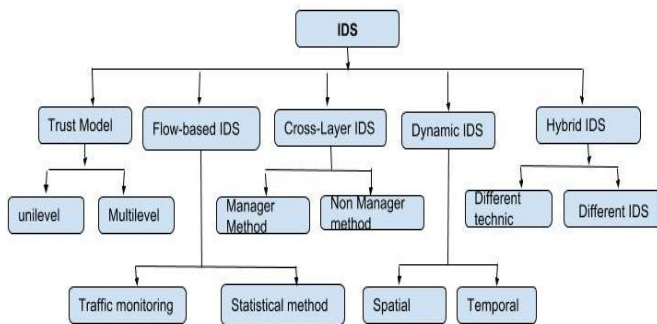 IDS
Trust Model
Flow-based IDS
Cross-Layer IDS
Dynamic IDS
Hybrid IDS
unilevel
Multilevel
Manager
Method
Non Manager
method
Different
technic
Different IDS
Traffic monitoring
Statistical method
Spatial
Temporal